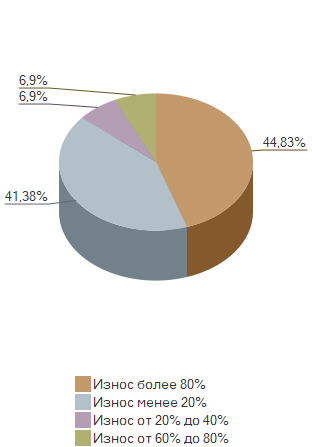 6,9%
6,9%
44,83%
41,38%
Износ более 80%
Износ менее 20%
Износ от 20% до 40%
Износ от 60% до 80%